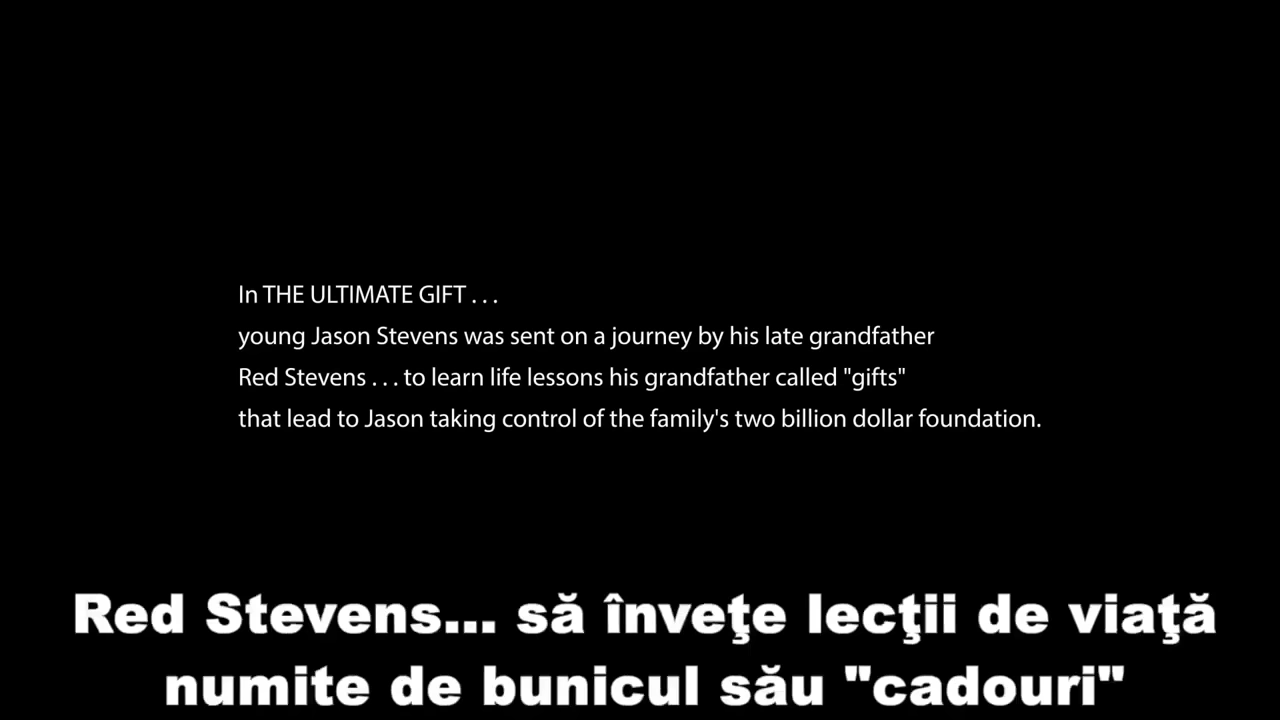 In THE ULTIMATE GIFT . . .
young Jason Stevens was sent on a journey by his late grandfather
Red Stevens . . . to learn life lessons his grandfather called "gifts"
that lead to Jason taking control of the family's two billion dollar foundation.
Red Stevens... să înveţe lecţii de viaţă
numite de bunicul său "cadouri"